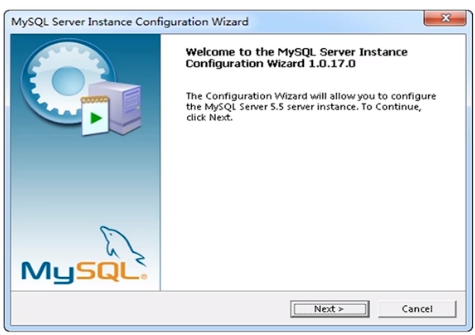 MySQL Server Instance Configuration Wizard
Welcome to the MySQL Server Instance
Configuration Wizard 1.0.17.0
The Configuration Wizard will allow you to configure
the MySQL Server 5.5 server instance. To Continue,
click Next.
MySQL®
Next >
Cancel